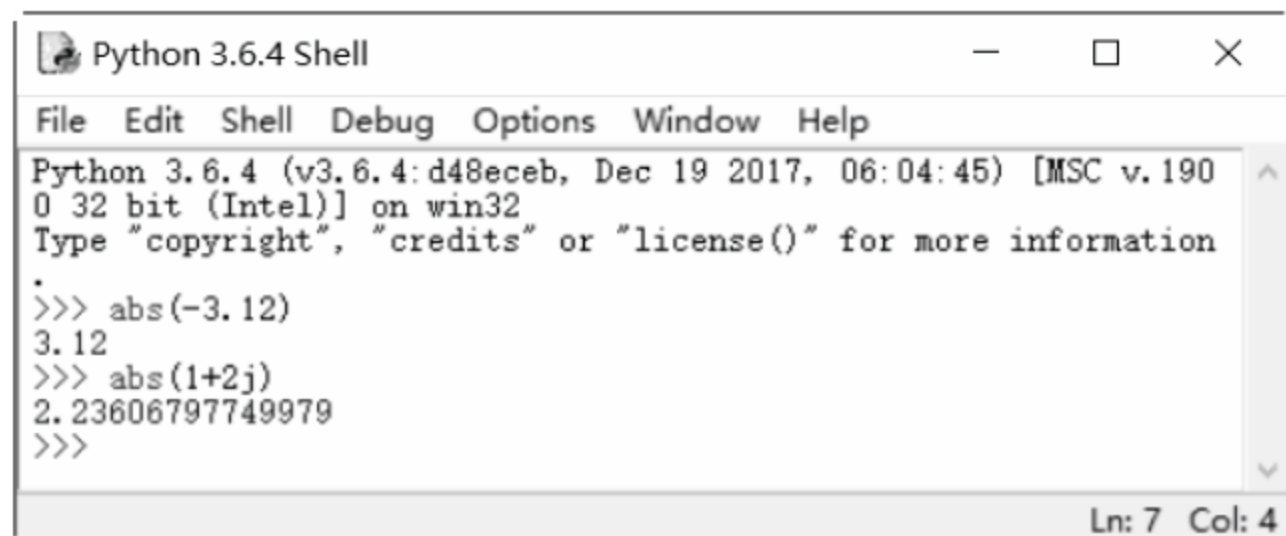 Python 3.6.4 Shell
File Edit Shell Debug Options Window Help
Python 3.6.4 (v3.6.4:d48eceb, Dec 19 2017, 06:04:45) [MSC v.190
0 32 bit (Intel)] on win32
Type "copyright", "credits" or "license()" for more information
.
>>> abs(-3.12)
3.12
>>> abs(1+2j)
2.23606797749979
>>>
Ln: 7 Col: 4